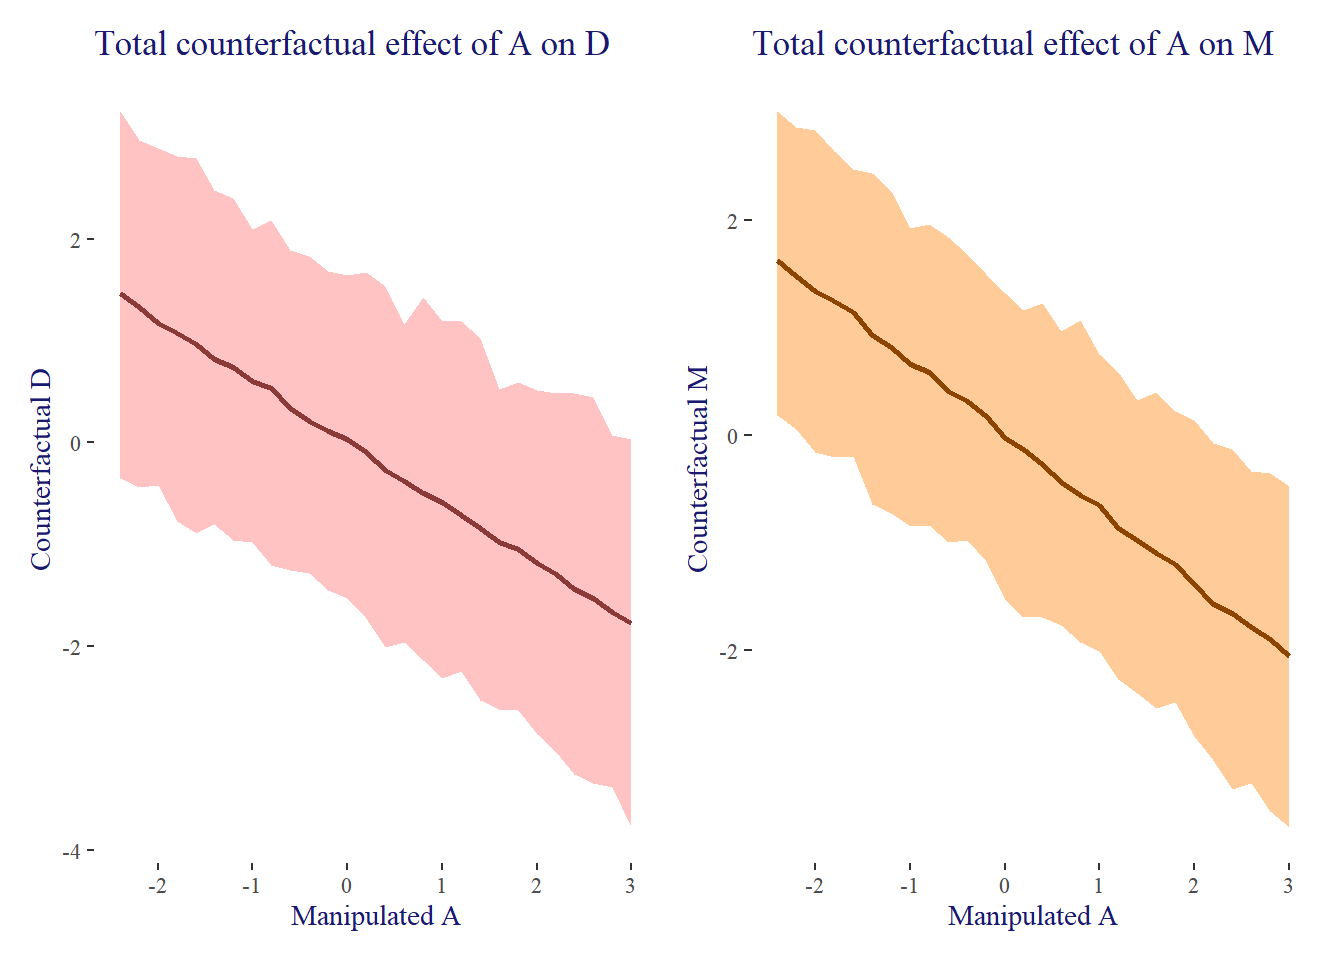 Total counterfactual effect of A on D
Counterfactual D
2
0
-2
-4
-2 -1 0 1 2 3
Manipulated A
Total counterfactual effect of A on M
Counterfactual M
2
0
-2
-2 -1 0 1 2 3
Manipulated A